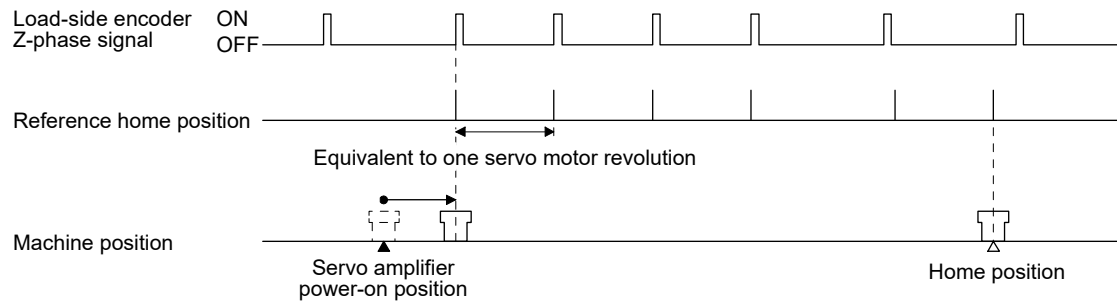 Load-side encoder ON
Z-phase signal OFF
Reference home position
Equivalent to one servo motor revolution
Machine position
Servo amplifier
power-on position
Home position